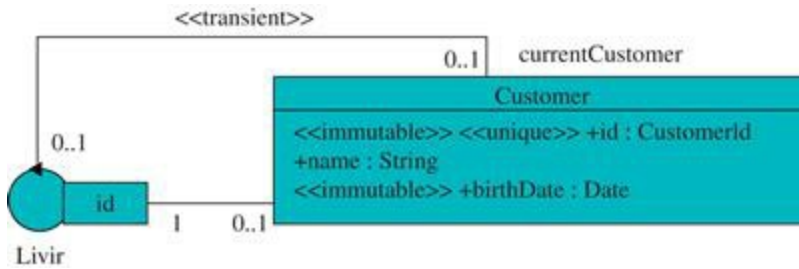 <<transient>>
0..1
currentCustomer
Customer
<<immutable>> <<unique>> +id : CustomerId
+name : String
<<immutable>> +birthDate : Date
0..1
id
1
0..1
Livir